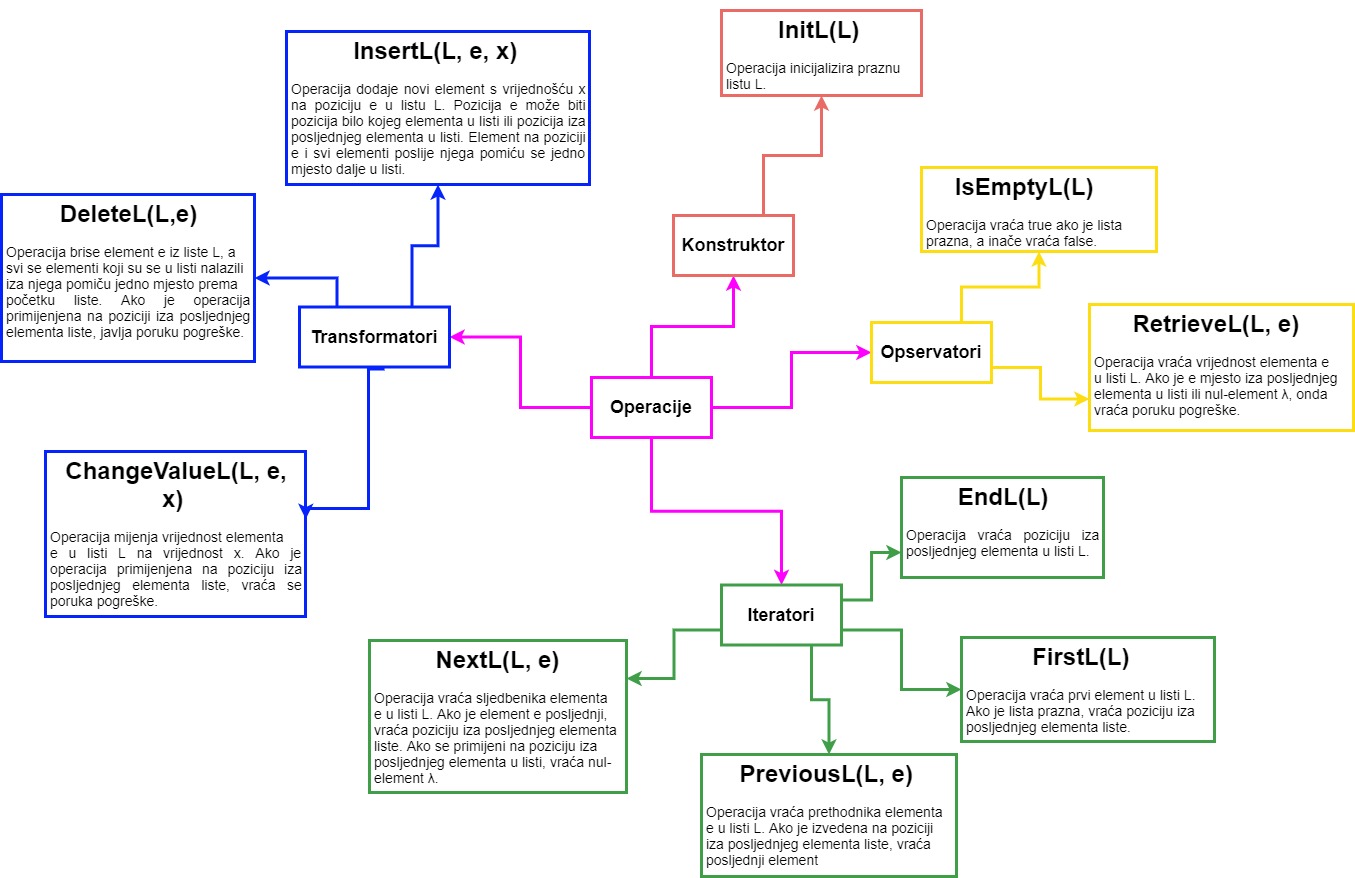 InitL(L)
Operacija inicijalizira praznu
listu L.
InsertL(L, e, x)
Operacija dodaje novi element s vrijednošću x
na poziciju e u listu L. Pozicija e može biti
pozicija bilo kojeg elementa u listi ili pozicija iza
posljednjeg elementa u listi. Element na poziciji
e i svi elementi poslije njega pomiću se jedno
mjesto dalje u listi.
IsEmptyL(L)
Operacija vraća true ako je lista
prazna, a inače vraća false.
DeleteL(L,e)
Operacija brise element e iz liste L, a
svi se elementi koji su se u listi nalazili
iza njega pomiču jedno mjesto prema
početku liste. Ako je operacija
primijenjena na poziciji iza posljednjeg
elementa liste, javlja poruku pogreške.
Konstruktor
Transformatori
Opservatori
RetrieveL(L, e)
Operacija vraća vrijednost elementa e
u listi L. Ako je e mjesto iza posljednjeg
elementa u listi ili nul-element λ, onda
vraća poruku pogreške.
Operacije
ChangeValueL(L, e,
x)
Operacija mijenja vrijednost elementa
e u listi L na vrijednost x. Ako je
operacija primijenjena na poziciju iza
posljednjeg elementa liste, vraća se
poruka pogreške.
EndL(L)
Operacija vraća poziciju iza
posljednjeg elementa u listi L.
Iteratori
NextL(L, e)
Operacija vraća sljedbenika elementa
e u listi L. Ako je element e posljednji,
vraća poziciju iza posljednjeg elementa
liste. Ako se primijeni na poziciju iza
posljednjeg elementa u listi, vraća nul-
element λ.
FirstL(L)
Operacija vraća prvi element u listi L.
Ako je lista prazna, vraća poziciju iza
posljednjeg elementa liste.
PreviousL(L, e)
Operacija vraća prethodnika elementa
e u listi L. Ako je izvedena na poziciji
iza posljednjeg elementa liste, vraća
posljednji element